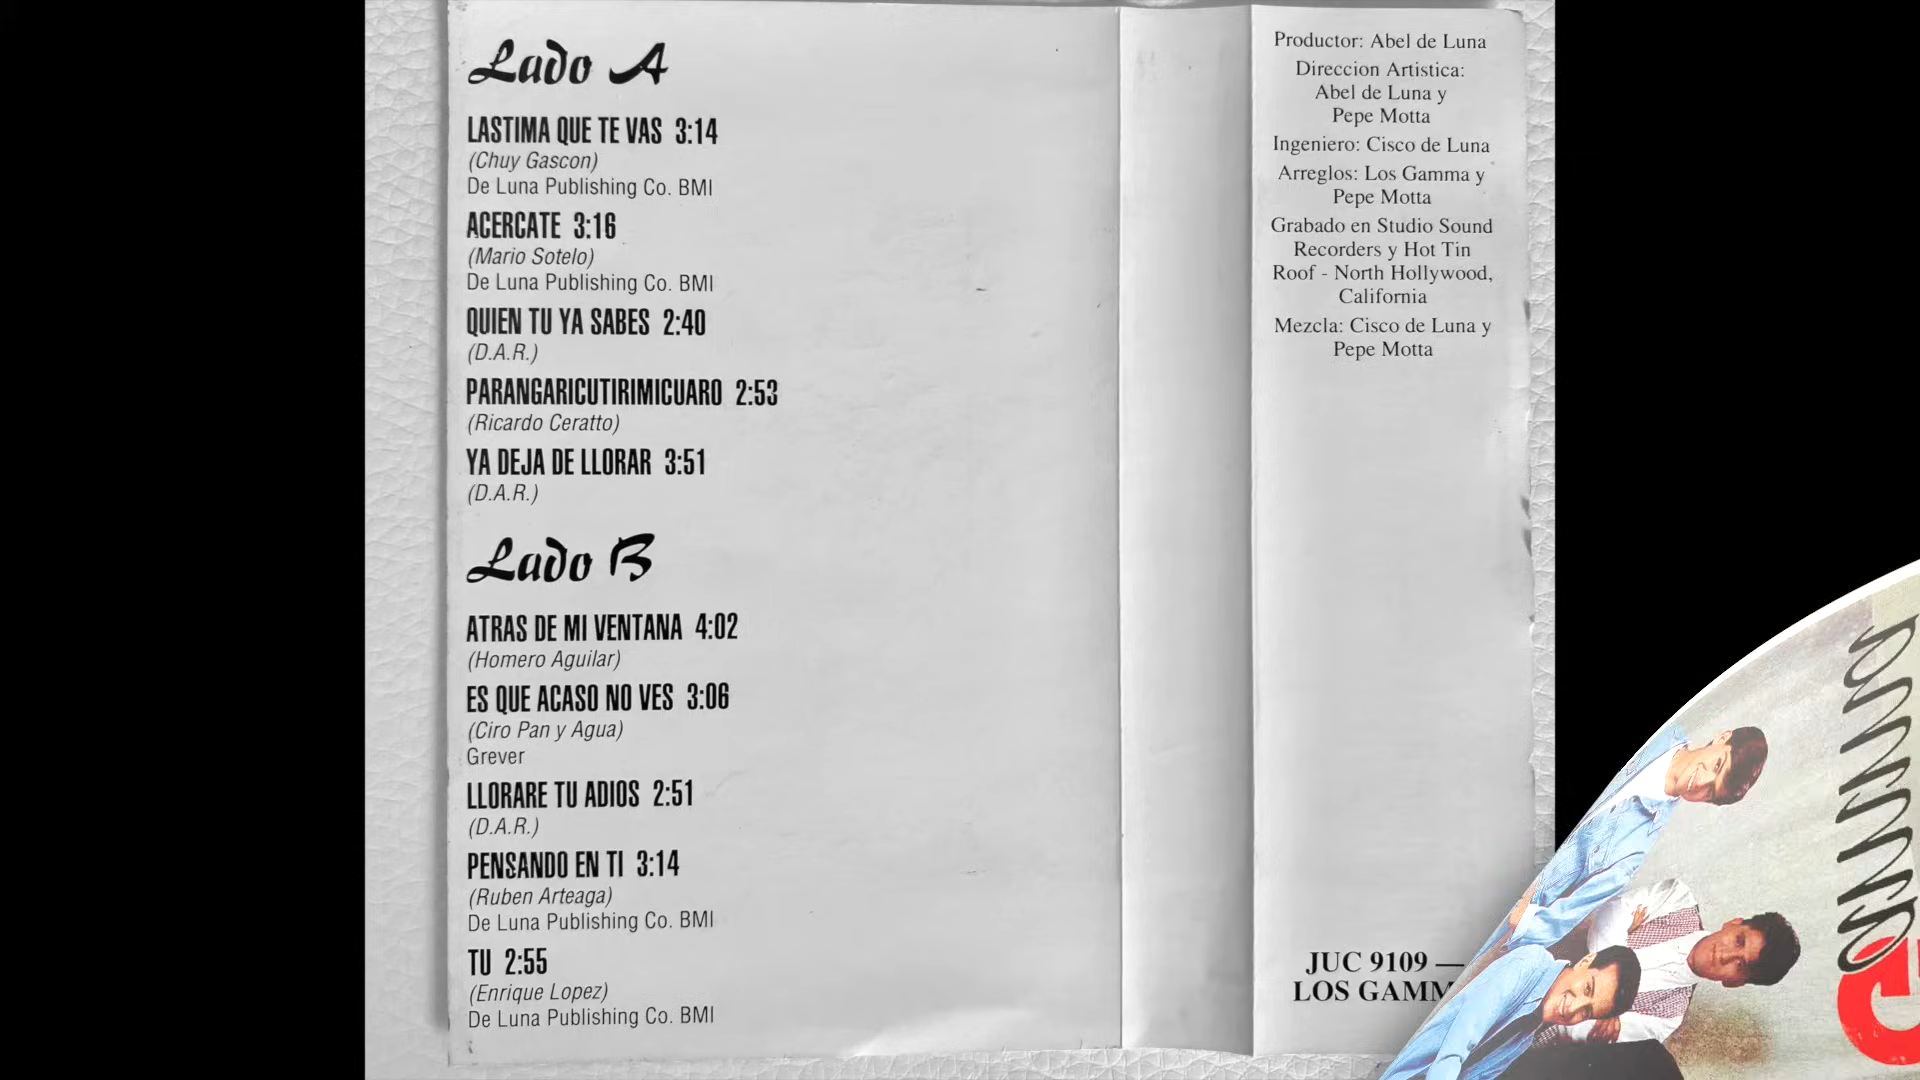 Lado A
LASTIMA QUE TE VAS 3:14
(Chuy Gascon)
De Luna Publishing Co. BMI
ACERCATE 3:16
(Mario Sotelo)
De Luna Publishing Co. BMI
QUIEN TU YA SABES 2:40
(D.A.R.)
PARANGARICUTIRIMICUARO 2:53
(Ricardo Ceratto)
YA DEJA DE LLORAR 3:51
(D.A.R.)
Lado B
ATRAS DE MI VENTANA 4:02
(Homero Aguilar)
ES QUE ACASO NO VES 3:06
(Ciro Pan y Agua)
Grever
LLORARE TU ADIOS 2:51
(D.A.R.)
PENSANDO EN TI 3:14
(Ruben Arteaga)
De Luna Publishing Co. BMI
TU 2:55
(Enrique Lopez)
De Luna Publishing Co. BMI
Productor: Abel de Luna
Direccion Artistica:
Abel de Luna y
Pepe Motta
Ingeniero: Cisco de Luna
Arreglos: Los Gamma y
Pepe Motta
Grabado en Studio Sound
Recorders y Hot Tin
Roof - North Hollywood,
California
Mezcla: Cisco de Luna y
Pepe Motta
JUC 9109 —
LOS GAMM